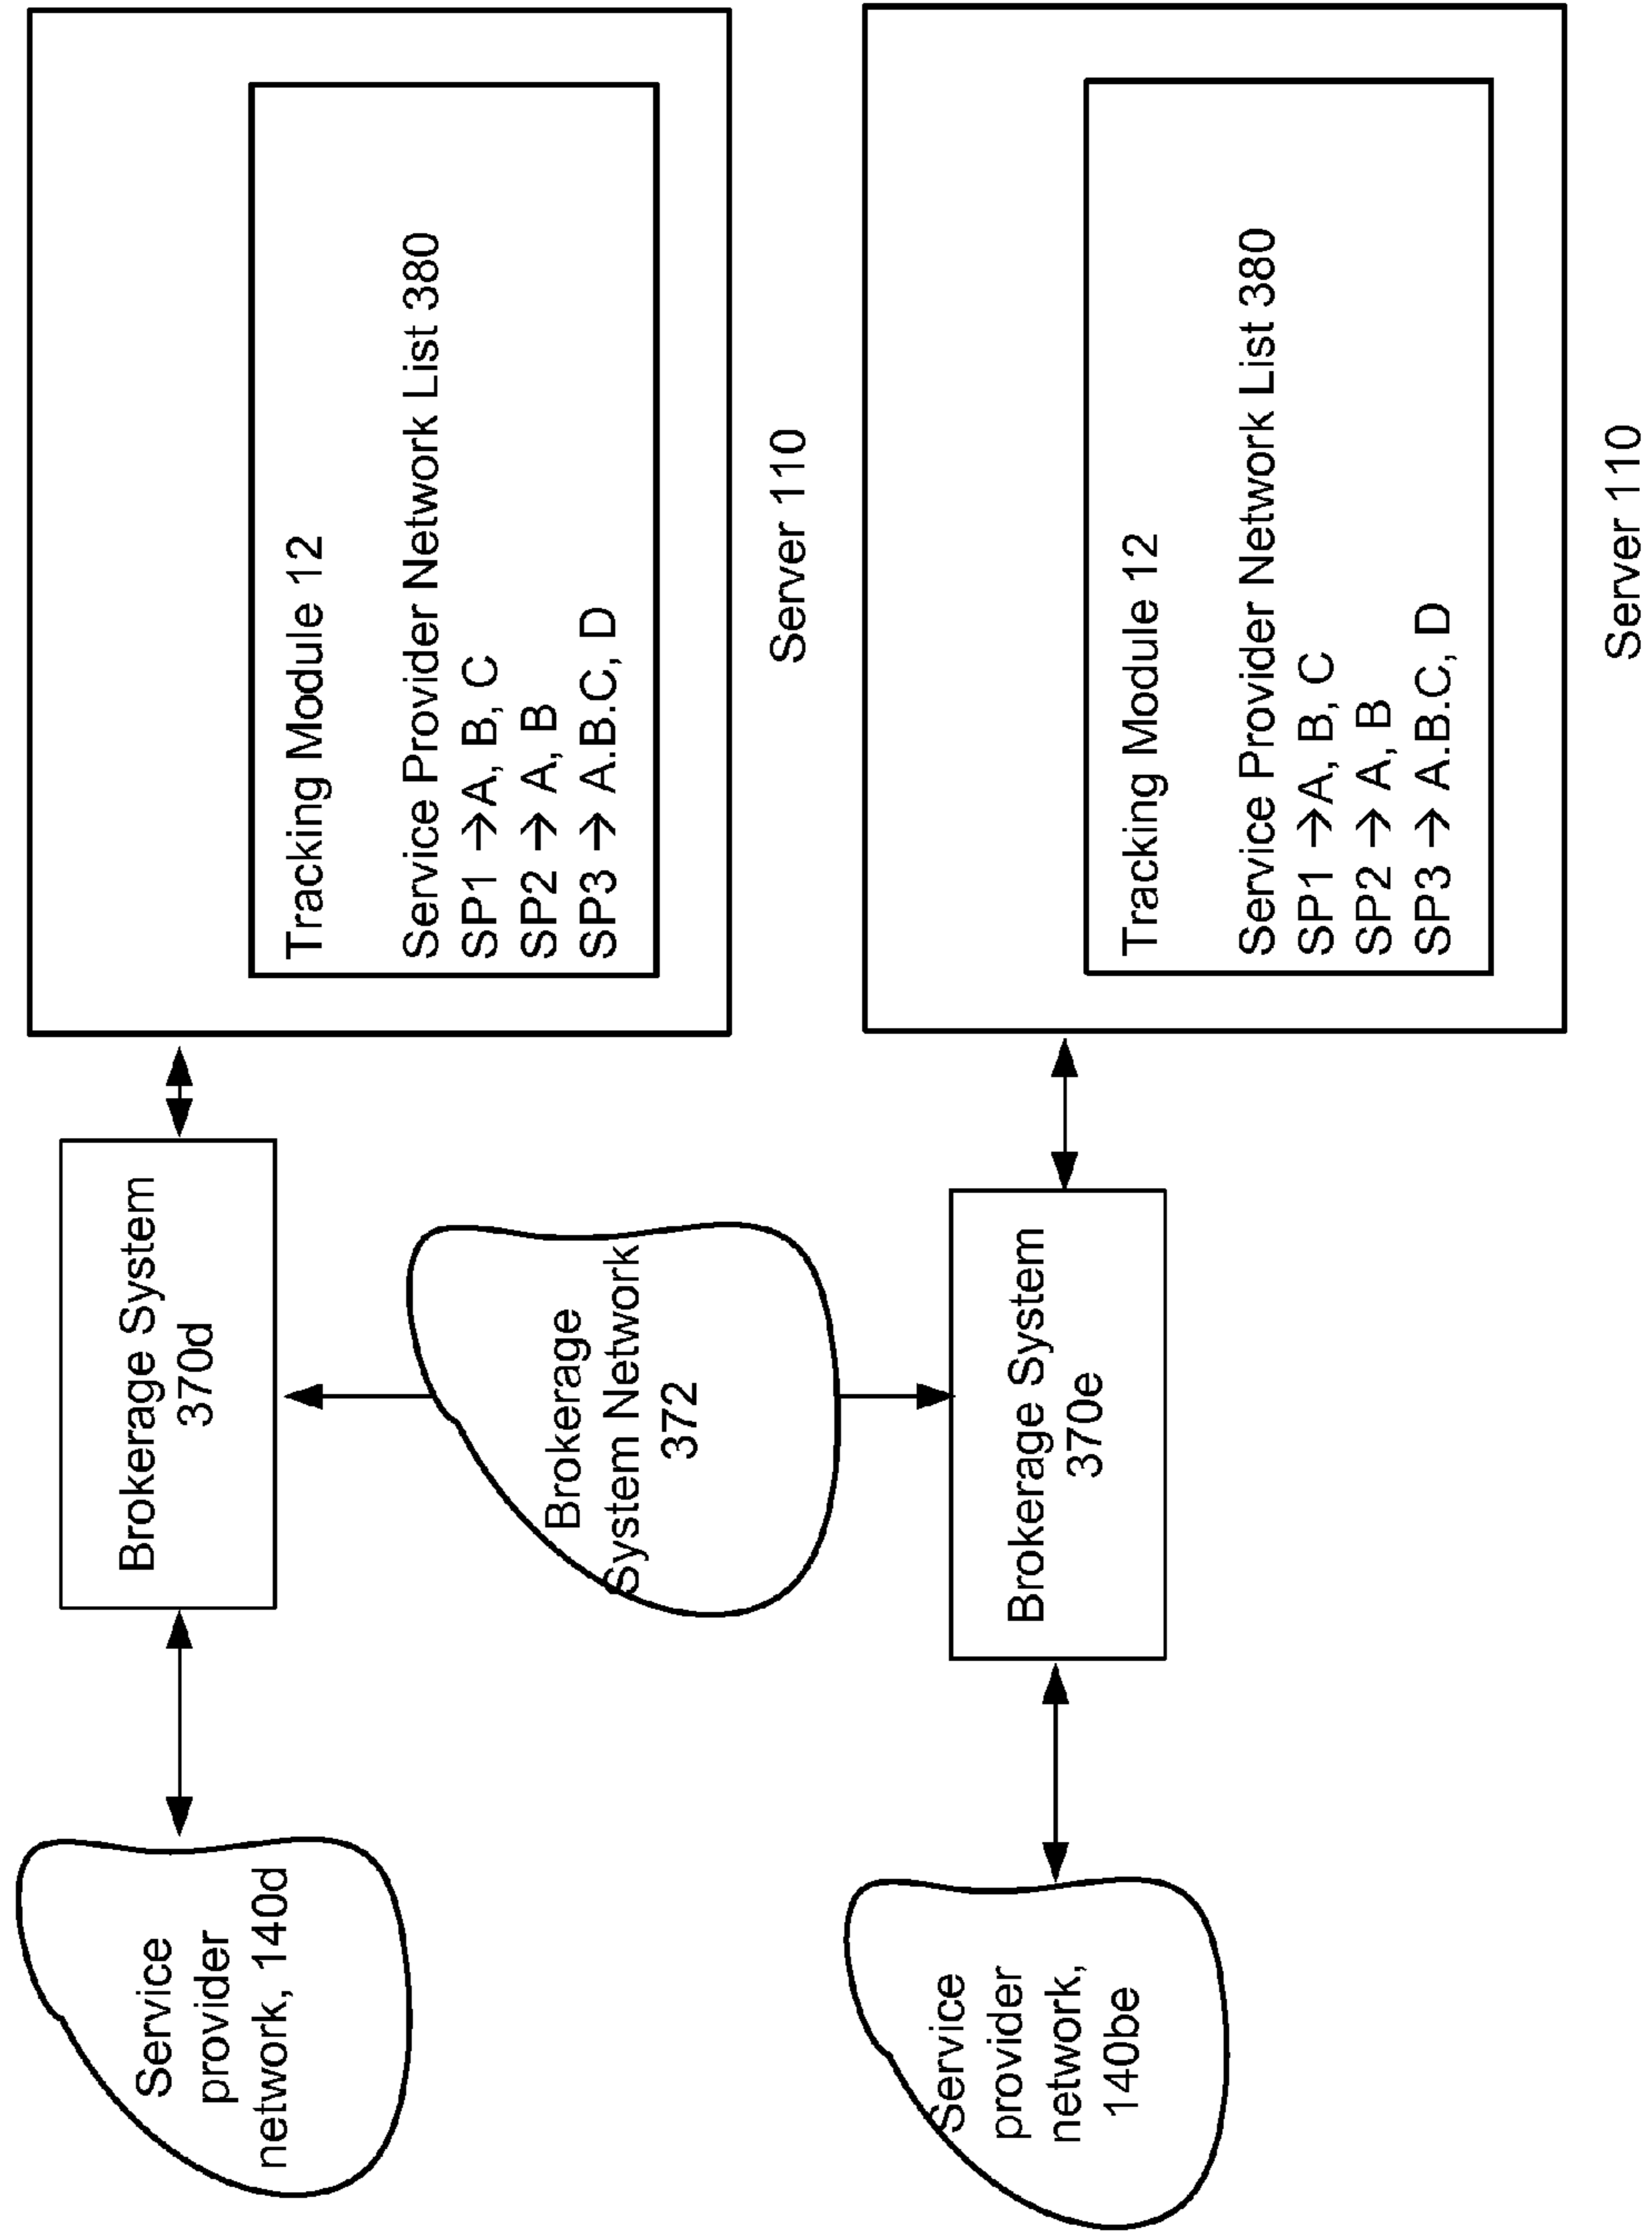 Service
provider
network, 140d
Brokerage System
370d
Tracking Module 12
Service Provider Network List 380
SP1 →A, B, C
SP2 → A, B
SP3 → A.B.C, D
Server 110
Brokerage
System Network
372
Service
provider
network,
140be
Brokerage System
370e
Tracking Module 12
Service Provider Network List 380
SP1 →A, B, C
SP2 → A, B
SP3 → A.B.C, D
Server 110